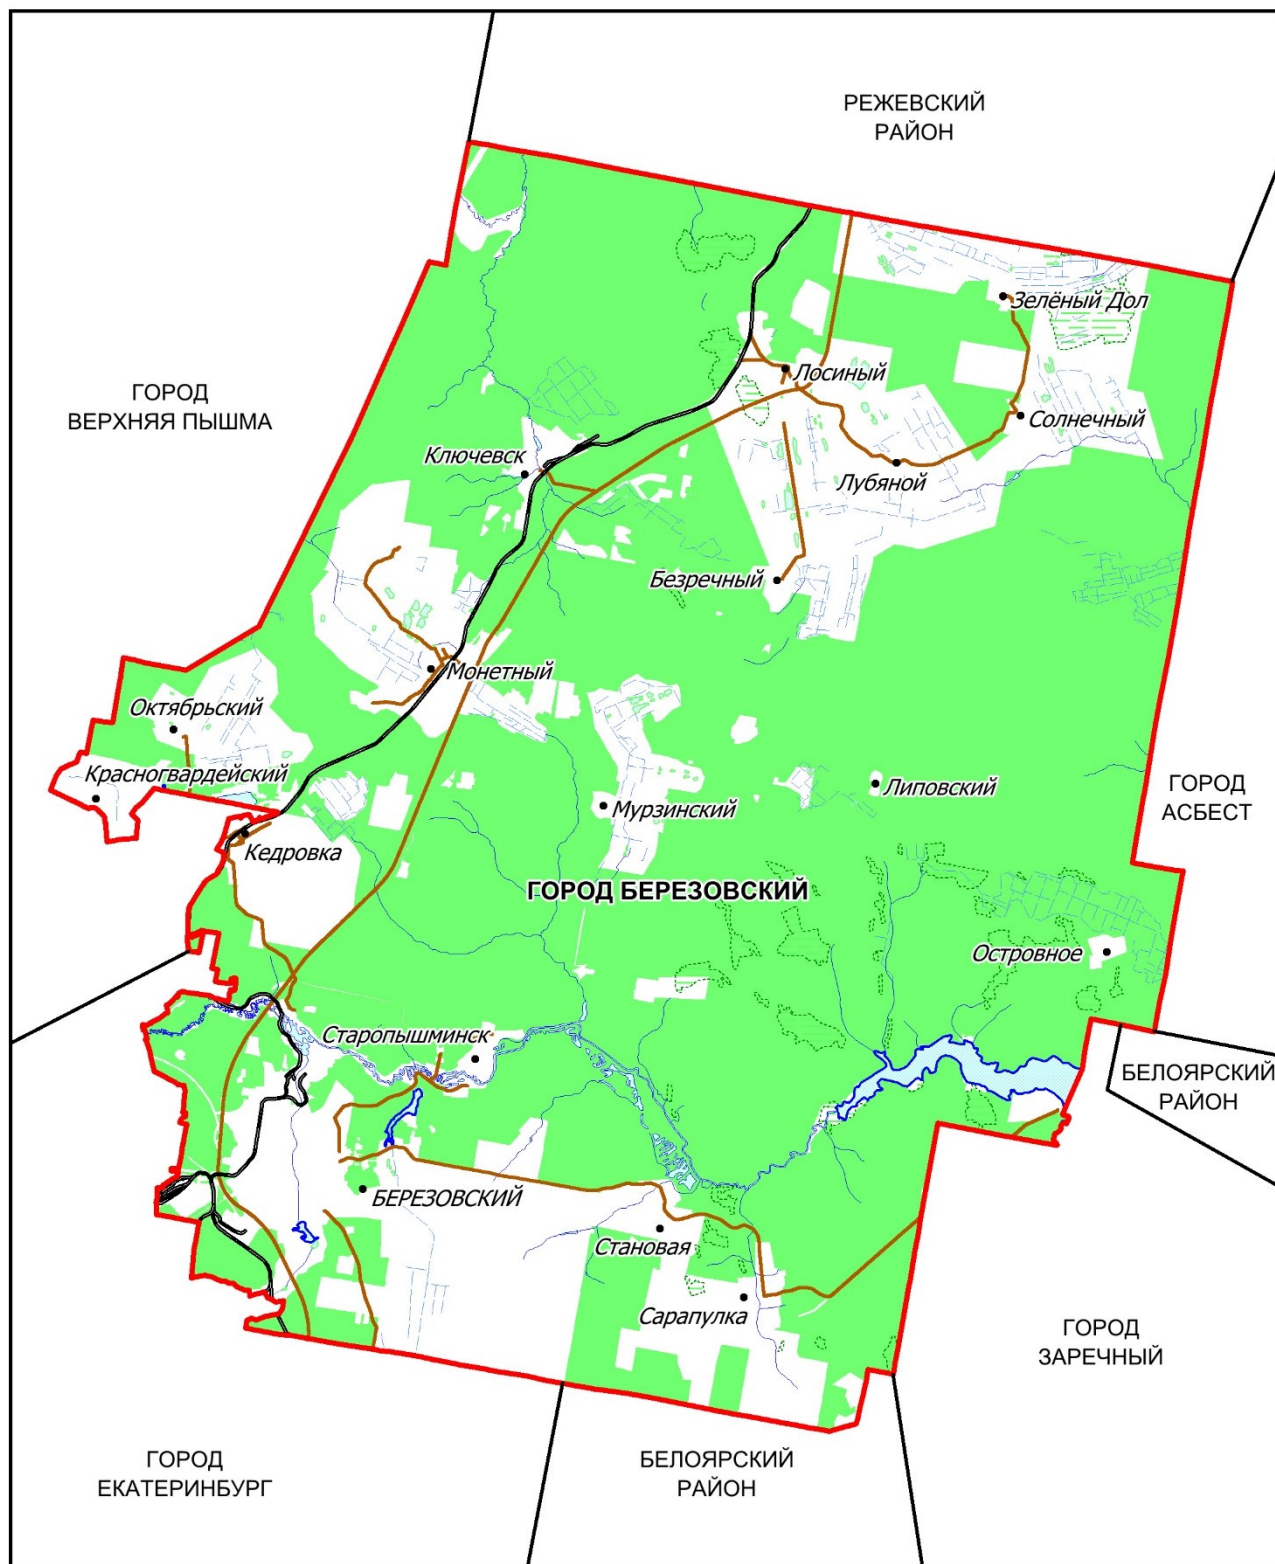 РЕЖЕВСКИЙ
РАЙОН
Зелёный Дол
Лосиный
ГОРОД
ВЕРХНЯЯ ПЫШМА
Солнечный
Ключевск
Лубяной
Безречный
Монетный
Октябрьский
Красногвардейский
Липовский
ГОРОД
АСБЕСТ
Мурзинский
Кедровка
ГОРОД БЕРЕЗОВСКИЙ
Островное
Старопышминск
БЕЛОЯРСКИЙ
РАЙОН
БЕРЕЗОВСКИЙ
Становая
Сарапулка
ГОРОД
ЗАРЕЧНЫЙ
ГОРОД
ЕКАТЕРИНБУРГ
БЕЛОЯРСКИЙ
РАЙОН